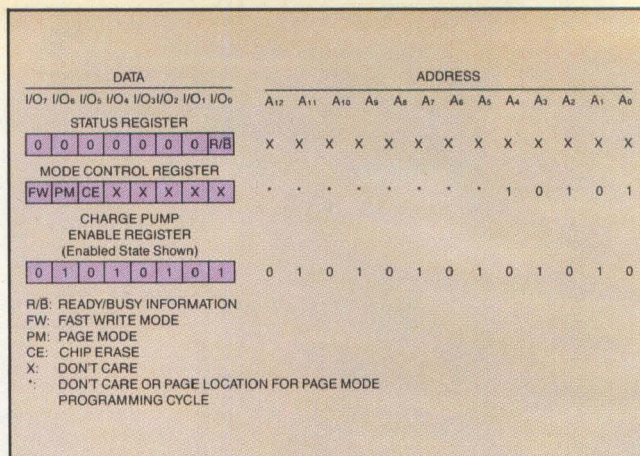 DATA ADDRESS
I/O7 I/O6 I/O5 I/O4 I/O3 I/O2 I/O1 I/O0 A12 A11 A10 A9 A8 A7 A6 A5 A4 A3 A2 A1 A0
STATUS REGISTER
0 0 0 0 0 0 0 R/B̅ X X X X X X X X X X X X X
MODE CONTROL REGISTER
FW PM CE X X X X X * * * * * * * * 1 0 1 0 1
CHARGE PUMP
ENABLE REGISTER
(Enabled State Shown)
0 1 0 1 0 1 0 1 0 1 0 1 0 1 0 1 0 1 0 1 0
R/B̅: READY/BUSY INFORMATION
FW: FAST WRITE MODE
PM: PAGE MODE
CE: CHIP ERASE
X: DON'T CARE
*: DON'T CARE OR PAGE LOCATION FOR PAGE MODE
PROGRAMMING CYCLE